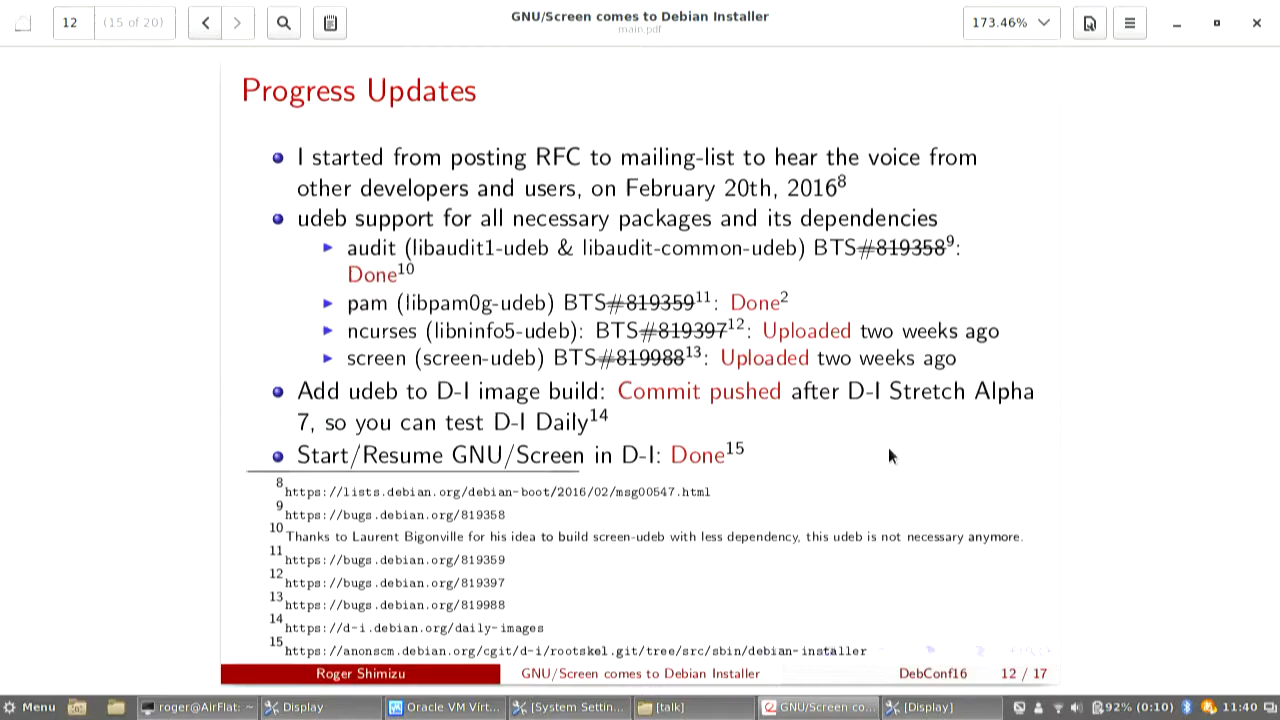 GNU/Screen comes to Debian Installer
main.pdf
12 (15 of 20)
173.46%
Progress Updates
I started from posting RFC to mailing-list to hear the voice from
other developers and users, on February 20th, 2016⁸
udeb support for all necessary packages and its dependencies
audit (libaudit1-udeb & libaudit-common-udeb) BTS#819358⁹:
Done¹⁰
pam (libpam0g-udeb) BTS#819359¹¹: Done²
ncurses (libninfo5-udeb): BTS#819397¹²: Uploaded two weeks ago
screen (screen-udeb) BTS#819988¹³: Uploaded two weeks ago
Add udeb to D-I image build: Commit pushed after D-I Stretch Alpha
7, so you can test D-I Daily¹⁴
Start/Resume GNU/Screen in D-I: Done¹⁵
⁸https://lists.debian.org/debian-boot/2016/02/msg00547.html
⁹https://bugs.debian.org/819358
¹⁰Thanks to Laurent Bigonville for his idea to build screen-udeb with less dependency, this udeb is not necessary anymore.
¹¹https://bugs.debian.org/819359
¹²https://bugs.debian.org/819397
¹³https://bugs.debian.org/819988
¹⁴https://d-i.debian.org/daily-images
¹⁵https://anonscm.debian.org/cgit/d-i/rootskel.git/tree/src/sbin/debian-installer
Roger Shimizu GNU/Screen comes to Debian Installer DebConf16 12 / 17
Menu roger@AirFlat: ~ Display Oracle VM Virt... [System Settin... [talk] GNU/Screen co... [Display] 92% (0:10) 11:40